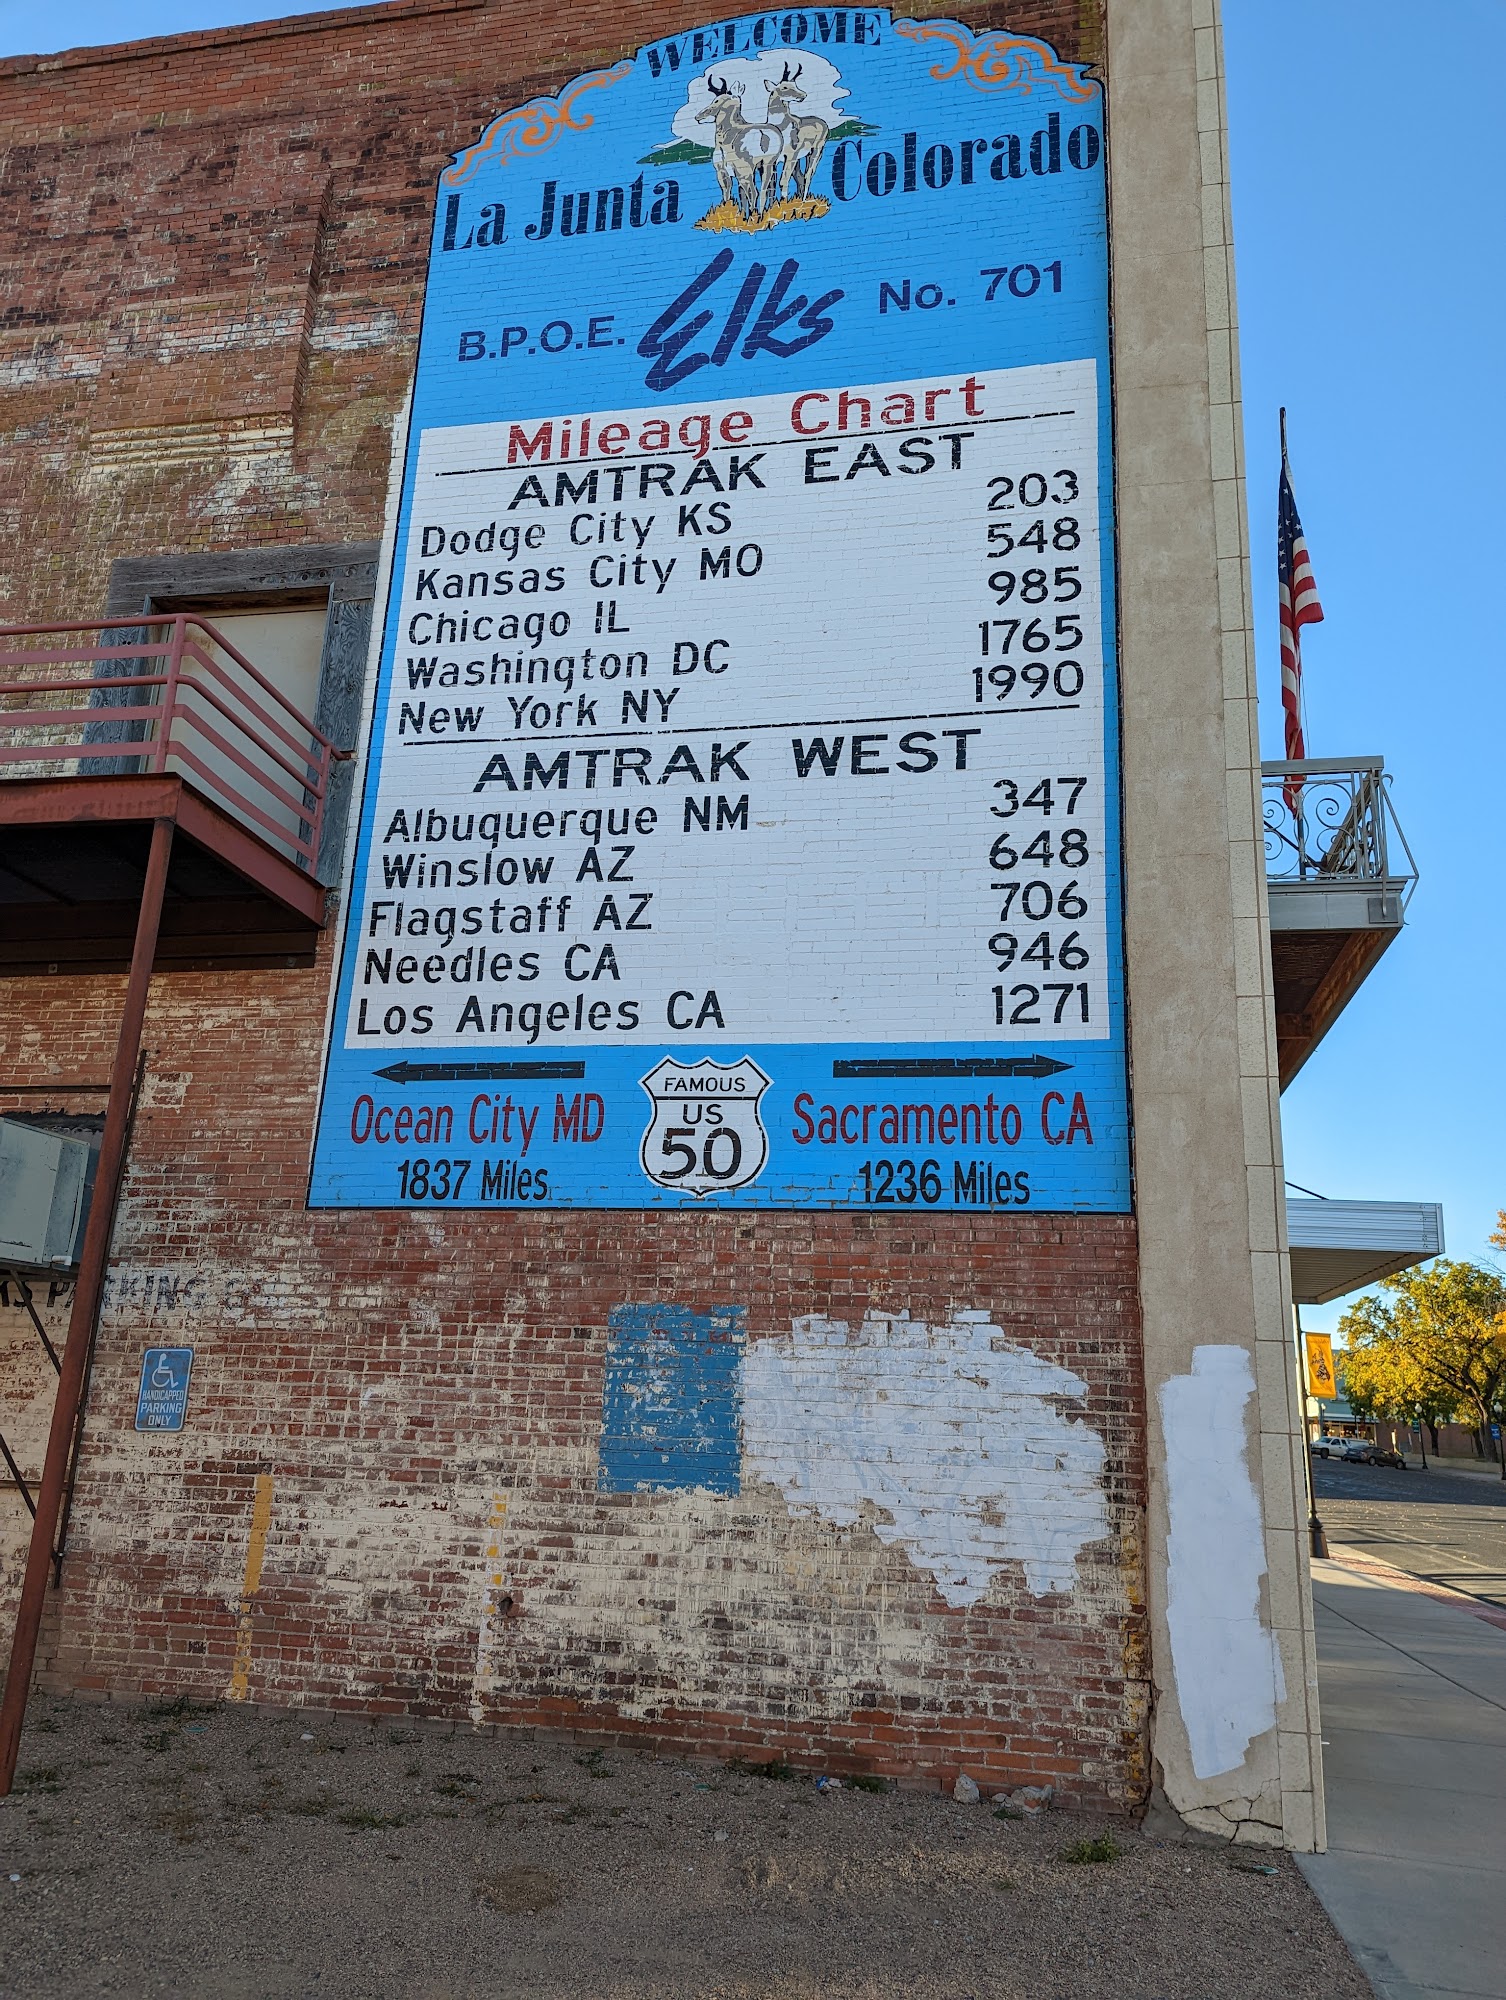 WELCOME
La Junta Colorado
B.P.O.E. Elks No. 701
Mileage Chart
AMTRAK EAST
Dodge City KS 203
Kansas City MO 548
Chicago IL 985
Washington DC 1765
New York NY 1990
AMTRAK WEST
Albuquerque NM 347
Winslow AZ 648
Flagstaff AZ 706
Needles CA 946
Los Angeles CA 1271
FAMOUS
US
50
Ocean City MD
1837 Miles
Sacramento CA
1236 Miles
PARKING
HANDICAPPED
PARKING
ONLY